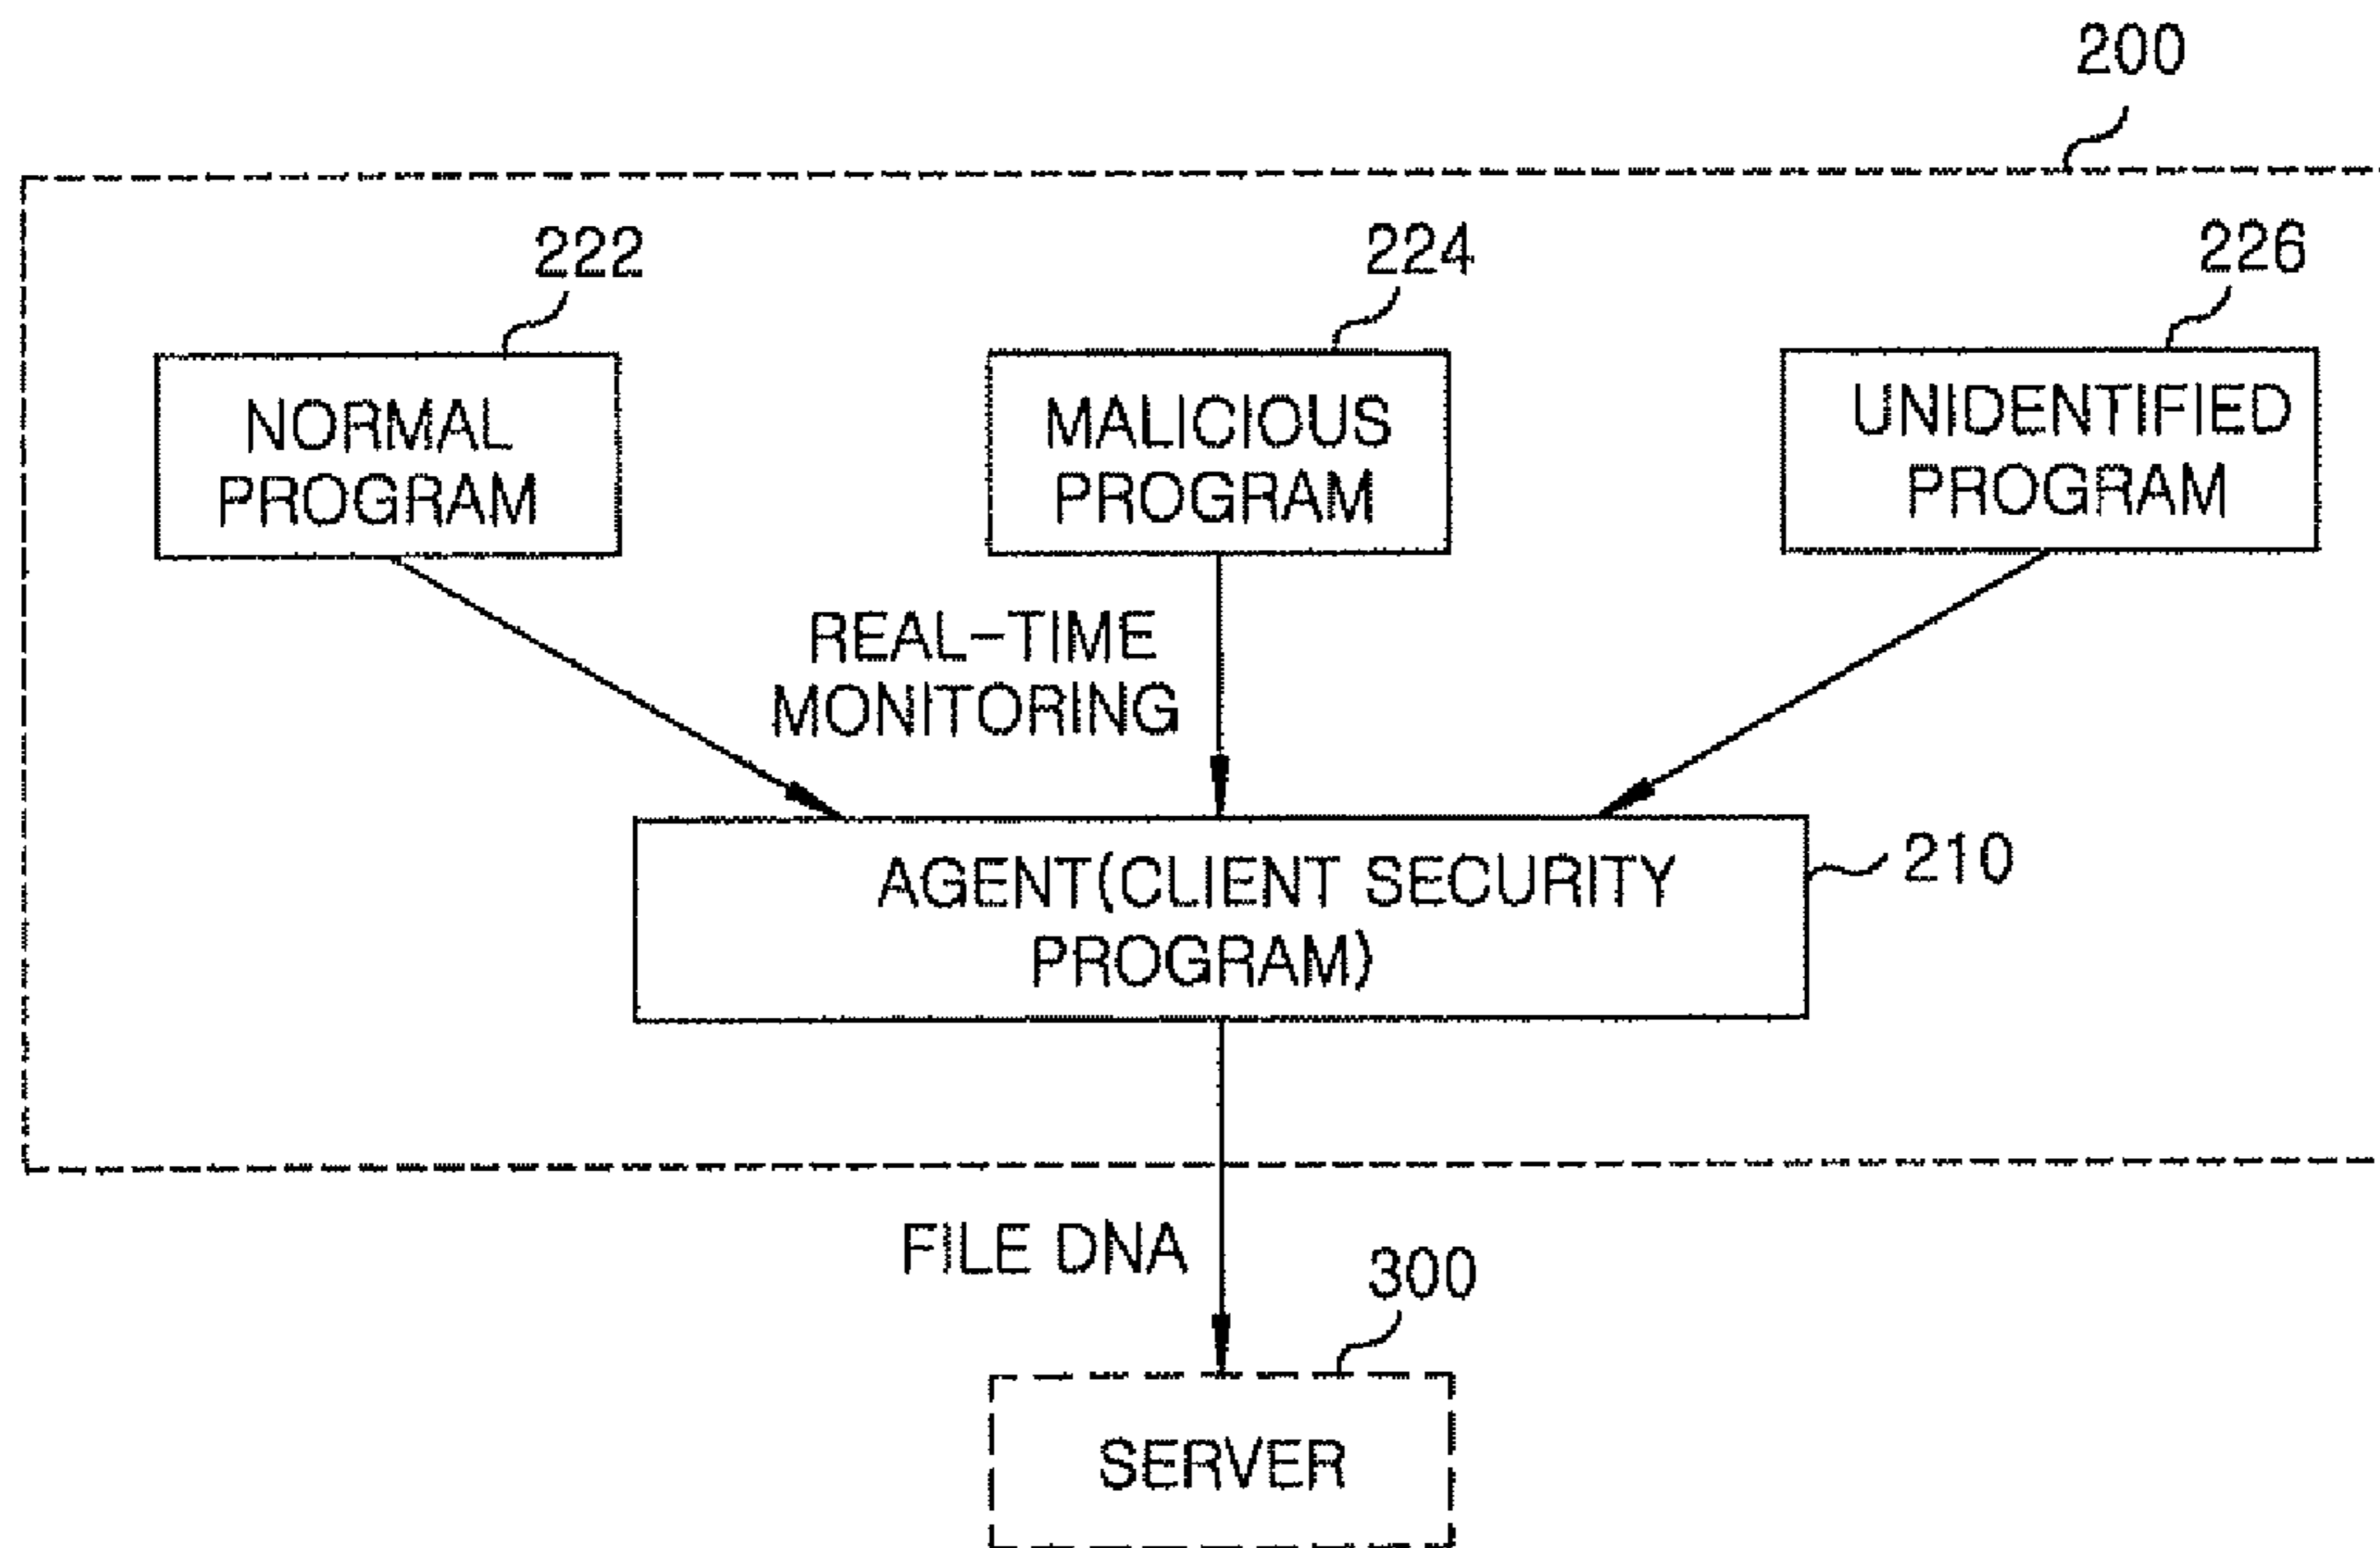 200
222
224
226
NORMAL
PROGRAM
MALICIOUS
PROGRAM
UNIDENTIFIED
PROGRAM
REAL-TIME
MONITORING
AGENT(CLIENT SECURITY
PROGRAM)
210
FILE DNA
300
SERVER